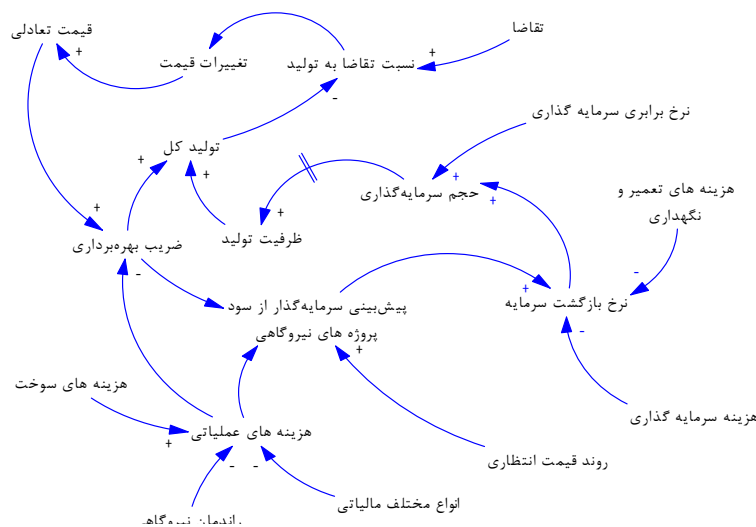 تقاضا
قیمت تعادلی
نسبت تقاضا به تولید
تغییرات قیمت
نرخ برابری سرمایه گذاری
تولید کل
حجم سرمایه‌گذاری
هزینه های تعمیر و
نگهداری
ظرفیت تولید
ضریب بهره‌برداری
پیش‌بینی سرمایه‌گذار از سود
پروژه های نیروگاهی
نرخ بازگشت سرمایه
هزینه های سوخت
هزینه سرمایه گذاری
هزینه های عملیاتی
روند قیمت انتظاری
انواع مختلف مالیاتی
راندمان نیروگاهی